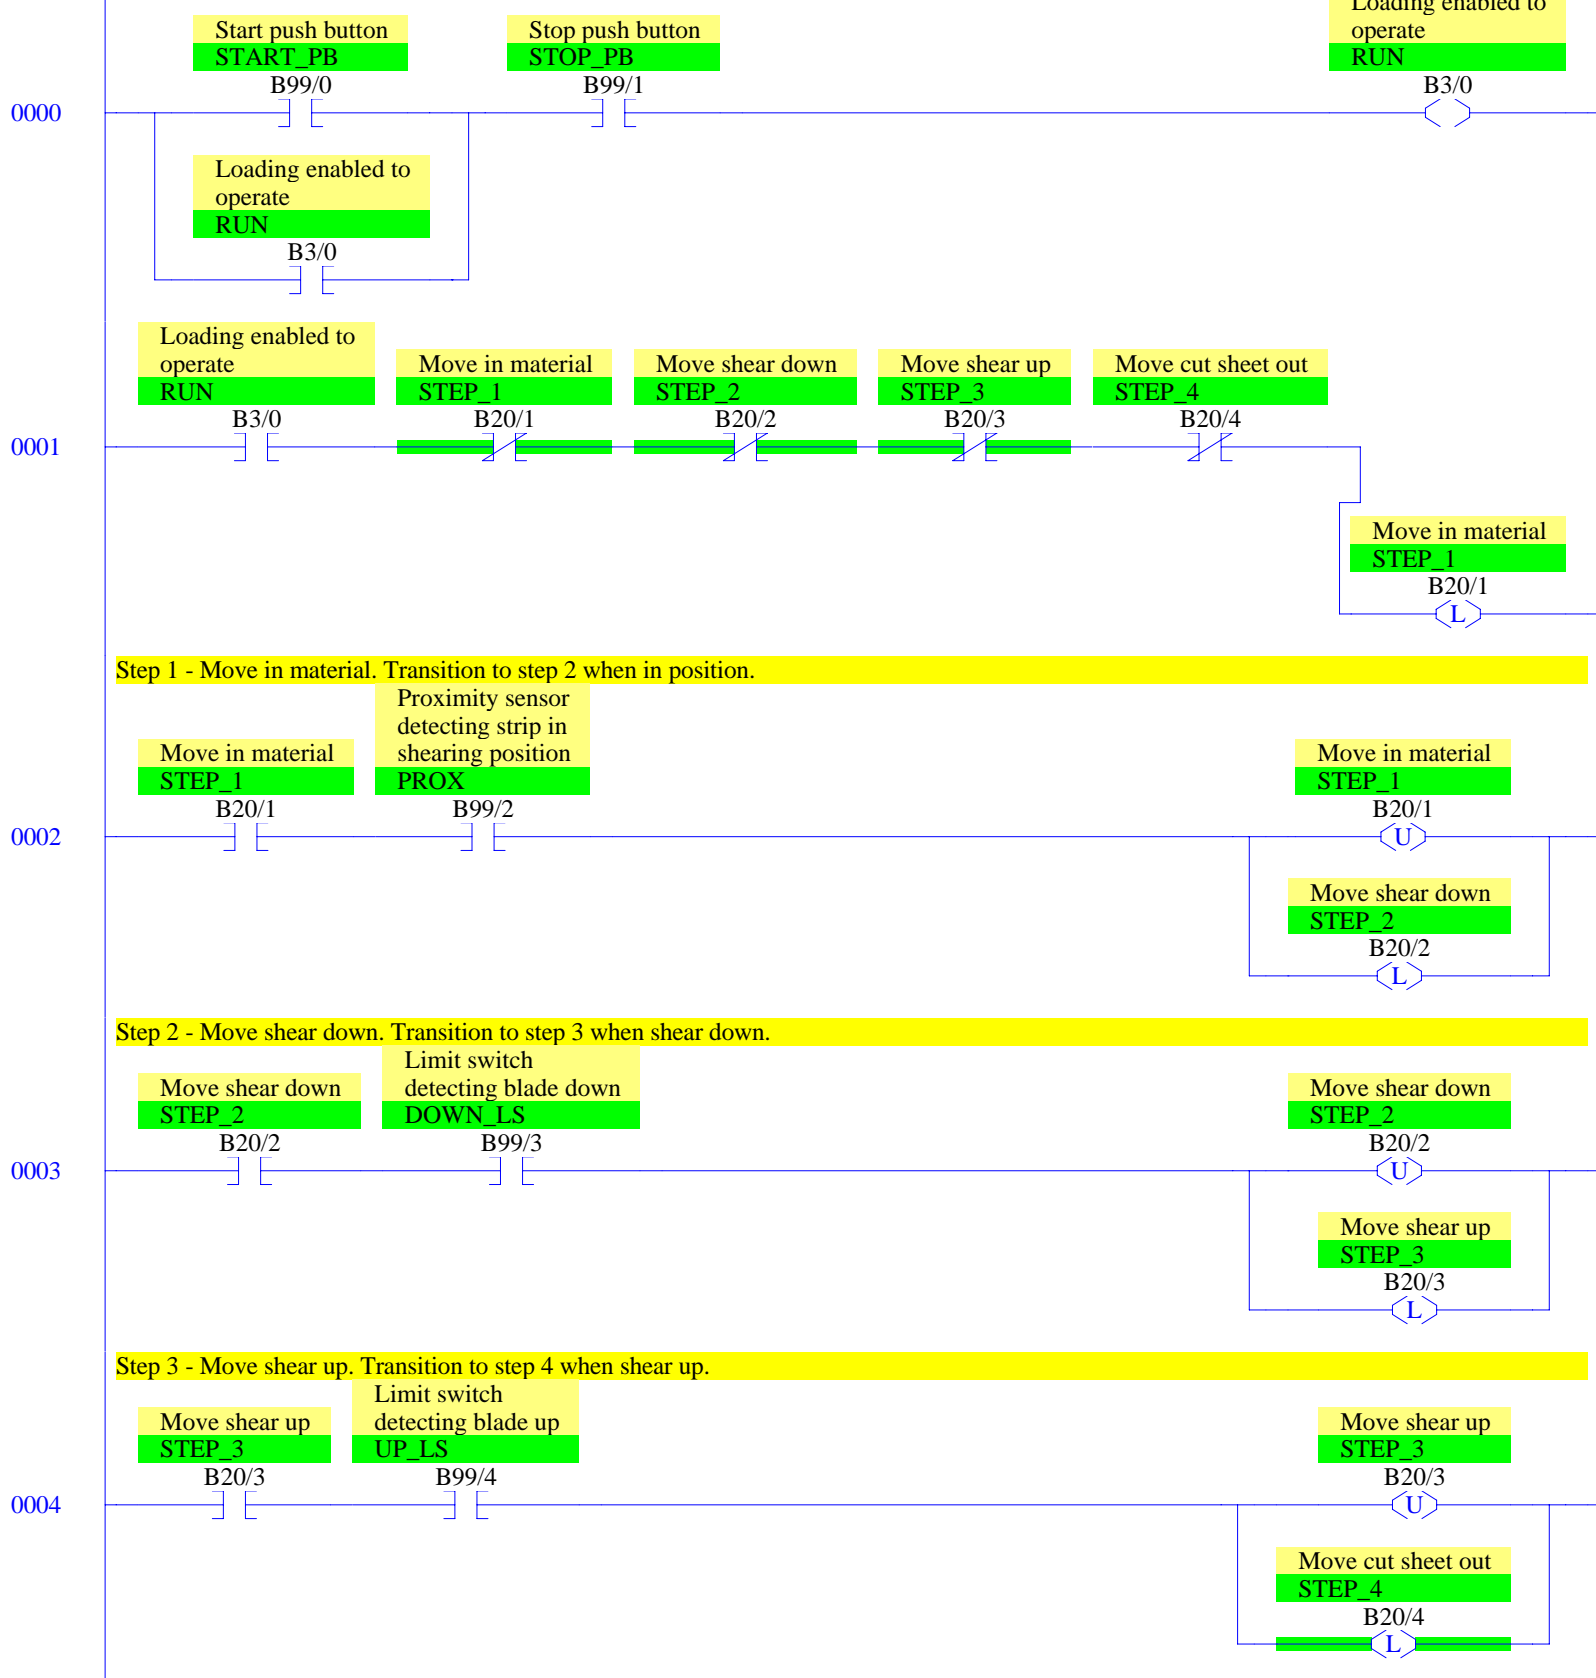 Loading enabled to
Start push button Stop push button operate
START_PB STOP_PB RUN
B99/0 B99/1 B3/0
0000
Loading enabled to
operate
RUN
B3/0
Loading enabled to
operate Move in material Move shear down Move shear up Move cut sheet out
RUN STEP_1 STEP_2 STEP_3 STEP_4
B3/0 B20/1 B20/2 B20/3 B20/4
0001
Move in material
STEP_1
B20/1
L
Step 1 - Move in material. Transition to step 2 when in position.
Proximity sensor
detecting strip in
Move in material shearing position Move in material
STEP_1 PROX STEP_1
B20/1 B99/2 B20/1
0002 U
Move shear down
STEP_2
B20/2
L
Step 2 - Move shear down. Transition to step 3 when shear down.
Limit switch
Move shear down detecting blade down Move shear down
STEP_2 DOWN_LS STEP_2
B20/2 B99/3 B20/2
0003 U
Move shear up
STEP_3
B20/3
L
Step 3 - Move shear up. Transition to step 4 when shear up.
Limit switch
Move shear up detecting blade up Move shear up
STEP_3 UP_LS STEP_3
B20/3 B99/4 B20/3
0004 U
Move cut sheet out
STEP_4
B20/4
L